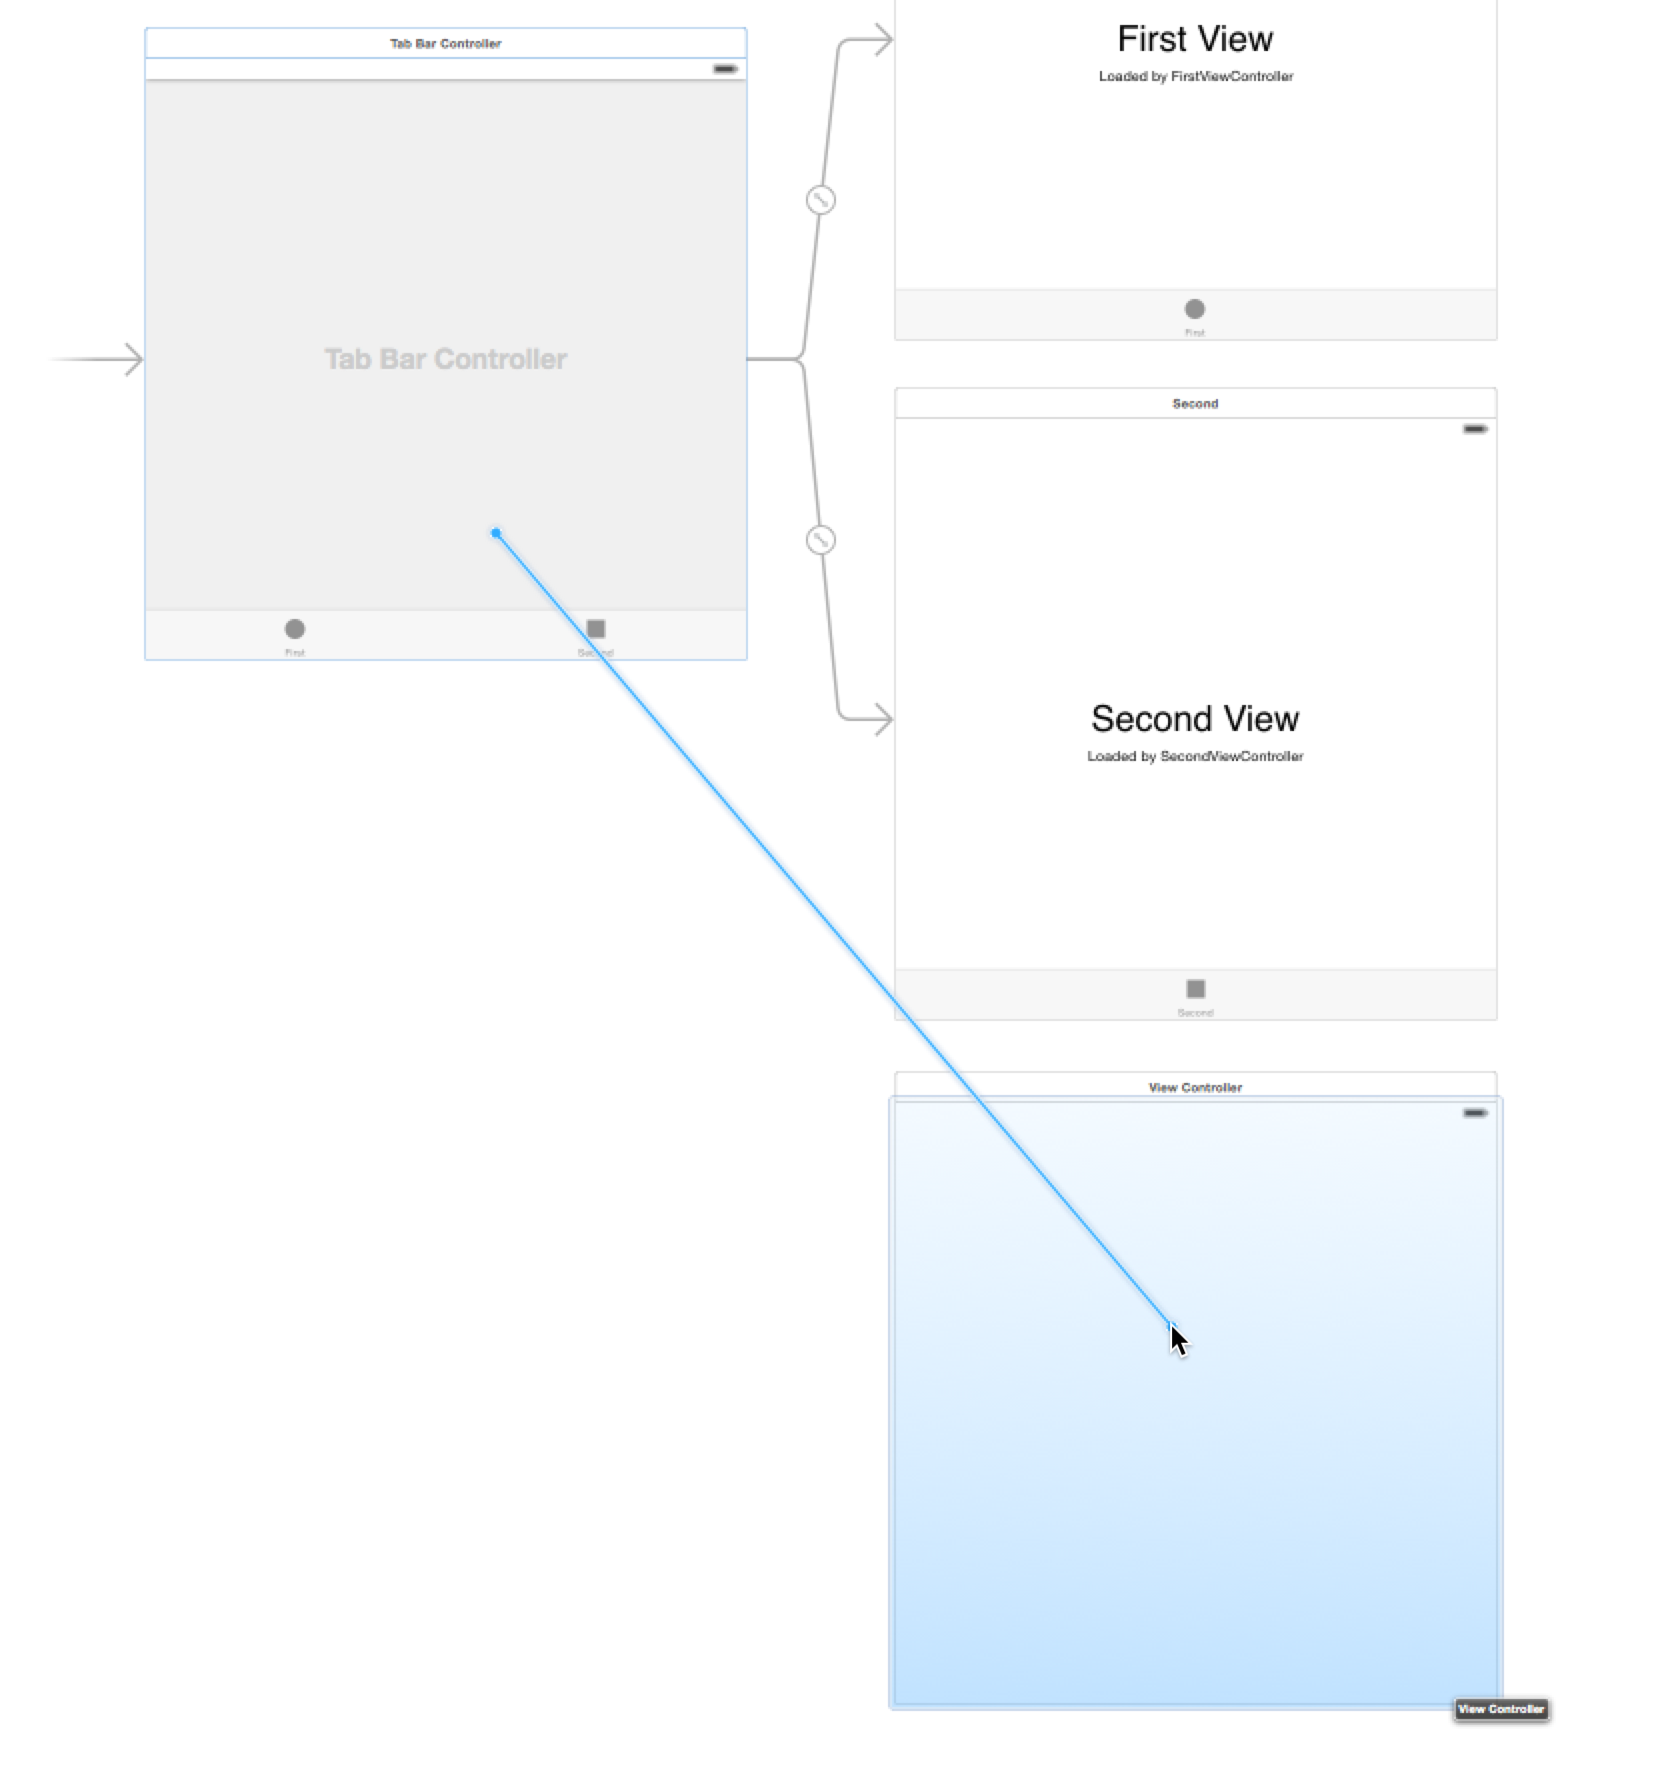 Tab Bar Controller
Tab Bar Controller
First
Second
First View
Loaded by FirstViewController
First
Second
Second View
Loaded by SecondViewController
Second
View Controller
View Controller